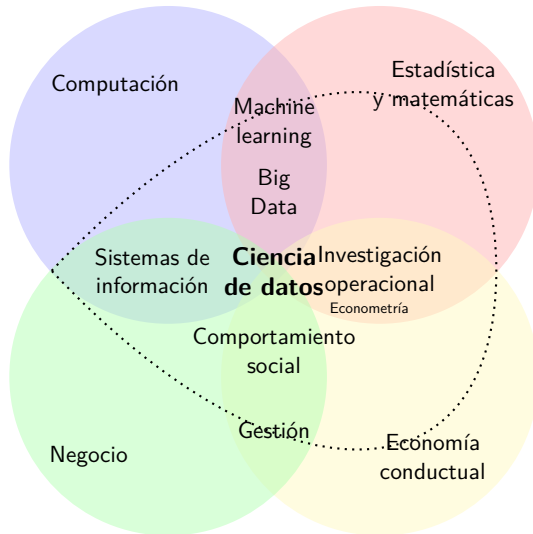 Computación
Estadística
y matemáticas
Machine
learning
Big
Data
Sistemas de
información
Ciencia
de datos
Investigación
operacional
Econometría
Comportamiento
social
Gestión
Negocio
Economía
conductual